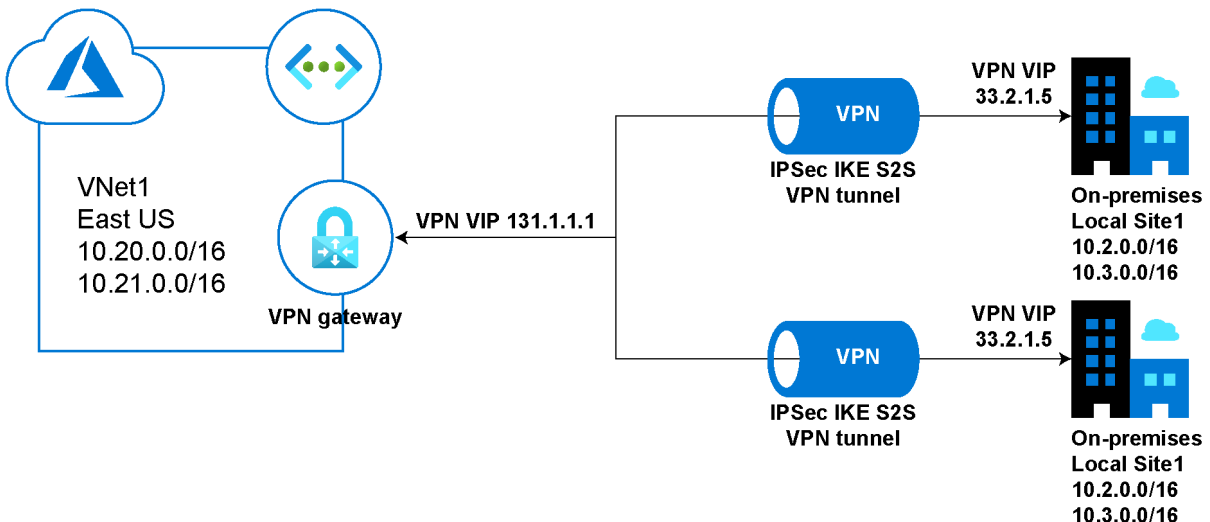 VNet1
East US
10.20.0.0/16
10.21.0.0/16
VPN gateway
VPN VIP 131.1.1.1
VPN
IPSec IKE S2S
VPN tunnel
VPN VIP
33.2.1.5
On-premises
Local Site1
10.2.0.0/16
10.3.0.0/16
VPN
IPSec IKE S2S
VPN tunnel
VPN VIP
33.2.1.5
On-premises
Local Site1
10.2.0.0/16
10.3.0.0/16